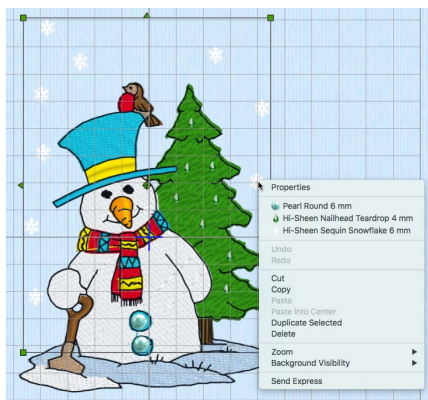 Properties
Pearl Round 6 mm
Hi-Sheen Nailhead Teardrop 4 mm
Hi-Sheen Sequin Snowflake 6 mm
Undo
Redo
Cut
Copy
Paste
Paste into Center
Duplicate Selected
Delete
Zoom
Background Visibility
Send Express